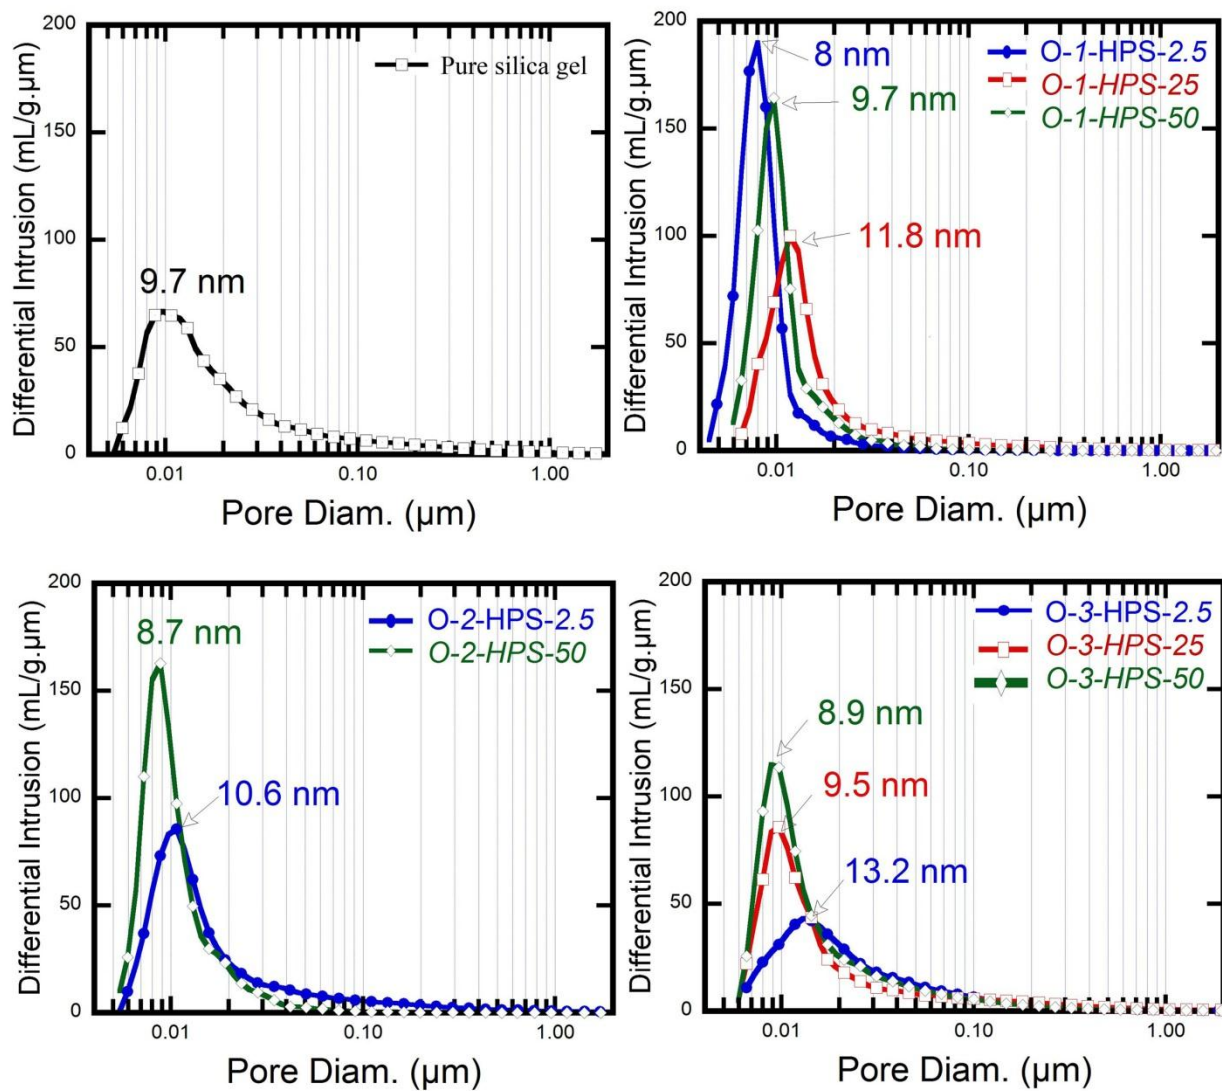 200
150
100
50
0
Differential Intrusion (mL/g.µm)
Pure silica gel
9.7 nm
0.01 0.10 1.00
Pore Diam. (µm)
200
150
100
50
0
Differential Intrusion (mL/g.µm)
O-1-HPS-2.5
O-1-HPS-25
O-1-HPS-50
8 nm
9.7 nm
11.8 nm
0.01 0.10 1.00
Pore Diam. (µm)
200
150
100
50
0
Differential Intrusion (mL/g.µm)
O-2-HPS-2.5
O-2-HPS-50
8.7 nm
10.6 nm
0.01 0.10 1.00
Pore Diam. (µm)
200
150
100
50
0
Differential Intrusion (mL/g.µm)
O-3-HPS-2.5
O-3-HPS-25
O-3-HPS-50
8.9 nm
9.5 nm
13.2 nm
0.01 0.10 1.00
Pore Diam. (µm)